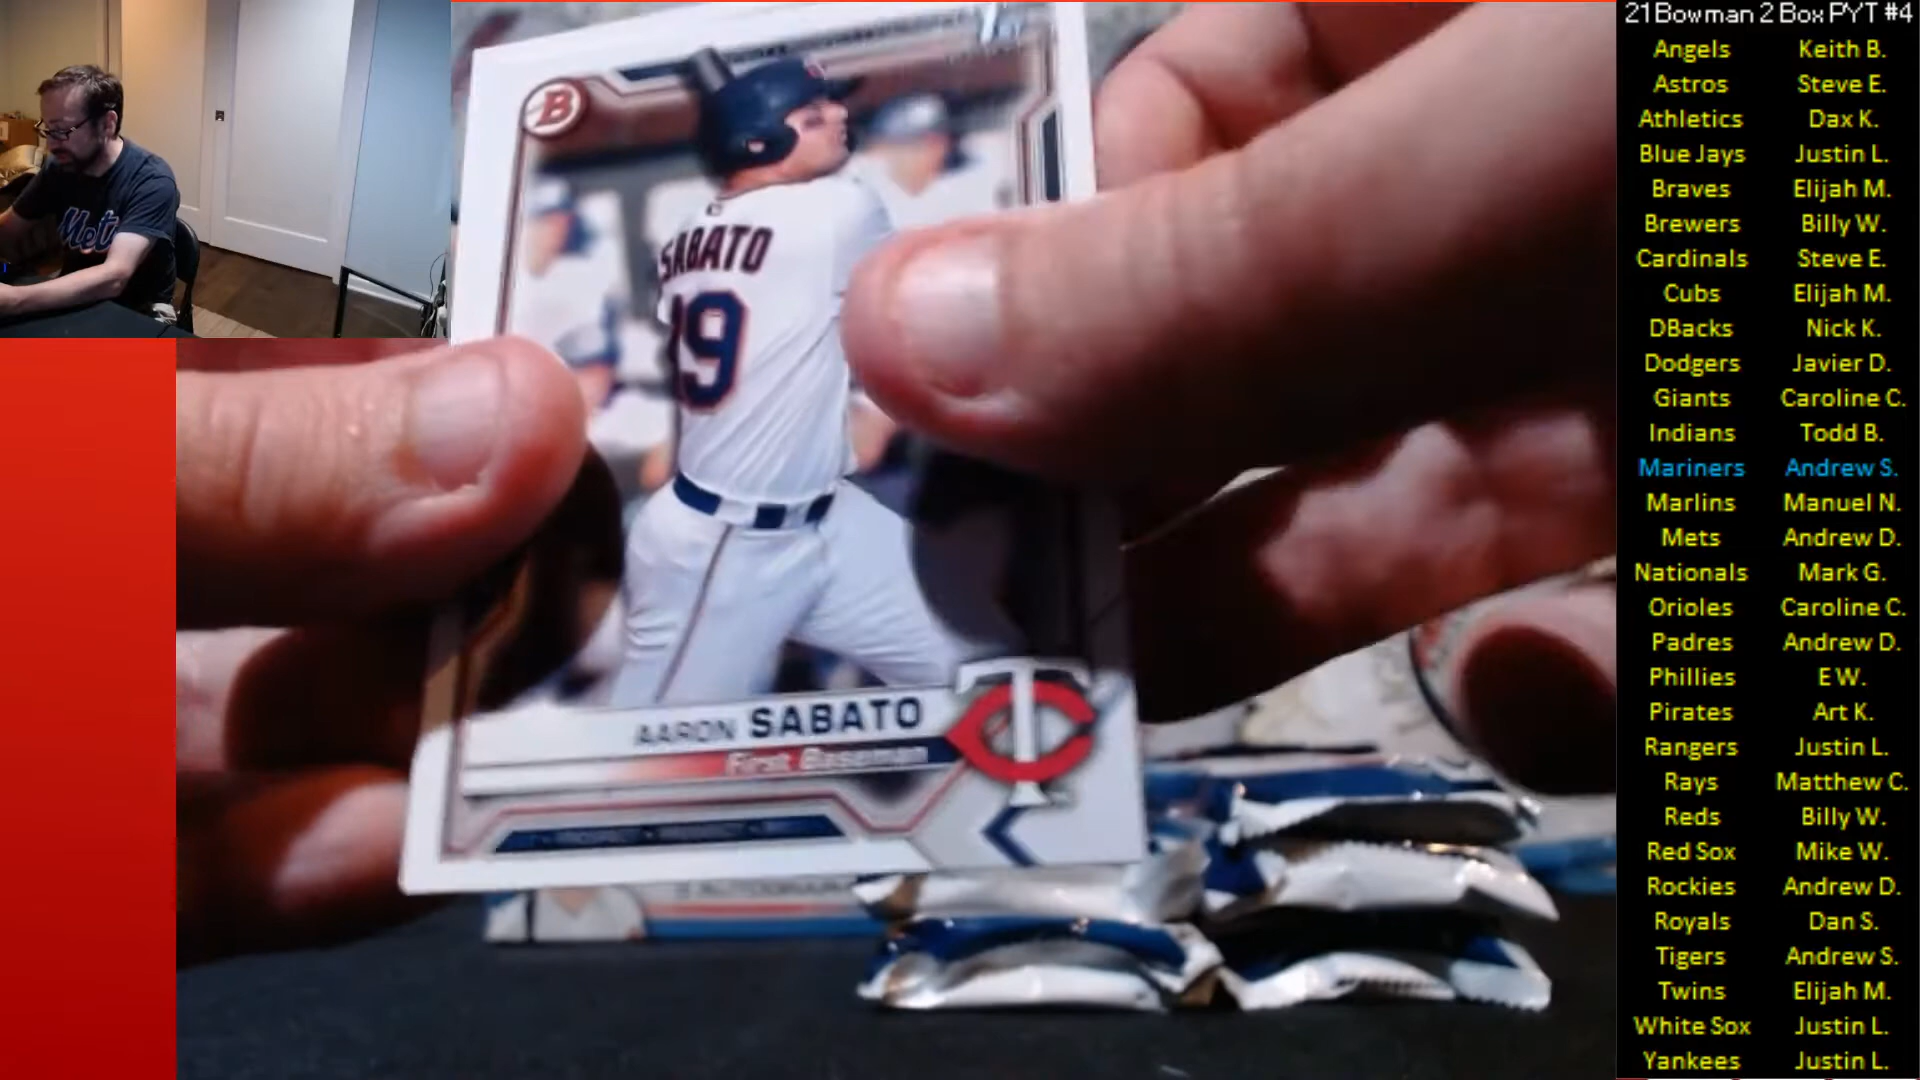 Mets
B
SABATO
19
AARON SABATO
First Baseman
TC
21 Bowman 2 Box PYT #4
Angels Keith B.
Astros Steve E.
Athletics Dax K.
Blue Jays Justin L.
Braves Elijah M.
Brewers Billy W.
Cardinals Steve E.
Cubs Elijah M.
DBacks Nick K.
Dodgers Javier D.
Giants Caroline C.
Indians Todd B.
Mariners Andrew S.
Marlins Manuel N.
Mets Andrew D.
Nationals Mark G.
Orioles Caroline C.
Padres Andrew D.
Phillies E W.
Pirates Art K.
Rangers Justin L.
Rays Matthew C.
Reds Billy W.
Red Sox Mike W.
Rockies Andrew D.
Royals Dan S.
Tigers Andrew S.
Twins Elijah M.
White Sox Justin L.
Yankees Justin L.